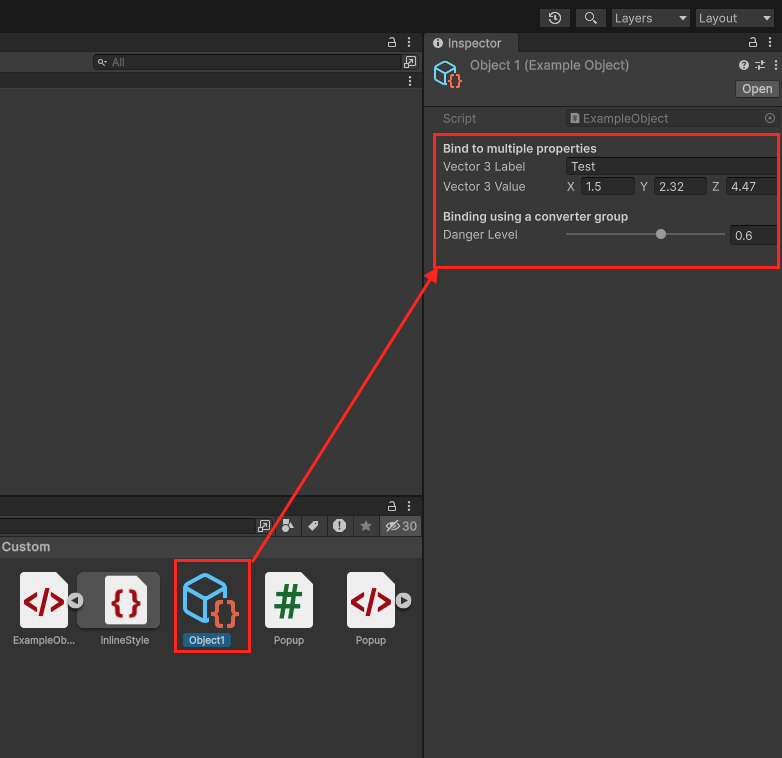 Layers
Layout
Inspector
All
Object 1 (Example Object)
Open
Script
# ExampleObject
Bind to multiple properties
Vector 3 Label Test
Vector 3 Value X 1.5 Y 2.32 Z 4.47
Binding using a converter group
Danger Level 0.6
30
Custom
</> { } {} # </>
ExampleOb... inlineStyle Object1 Popup Popup